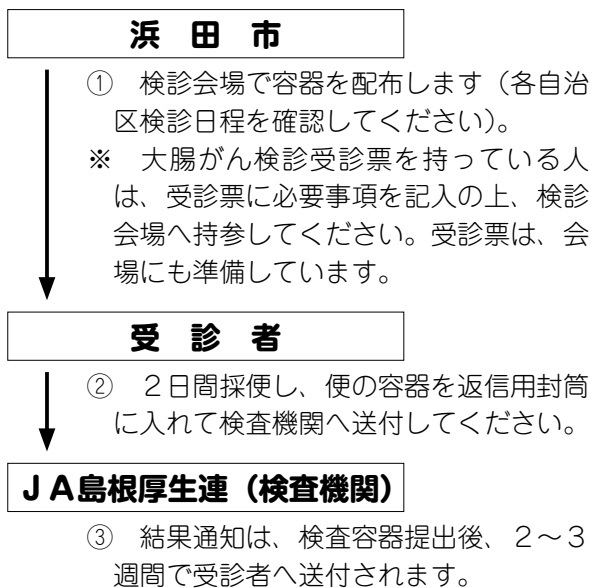 浜 田 市
① 検診会場で容器を配布します（各自治
区検診日程を確認してください）。
※ 大腸がん検診受診票を持っている人
は、受診票に必要事項を記入の上、検診
会場へ持参してください。受診票は、会
場にも準備しています。
受 診 者
② ２日間採便し、便の容器を返信用封筒
に入れて検査機関へ送付してください。
ＪＡ島根厚生連（検査機関）
③ 結果通知は、検査容器提出後、２～３
週間で受診者へ送付されます。